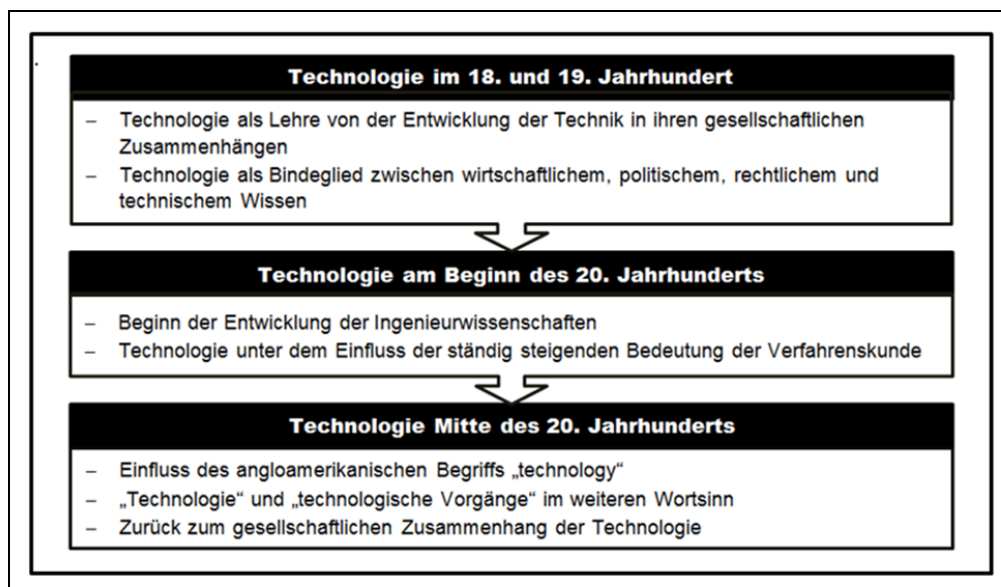 Technologie im 18. und 19. Jahrhundert
– Technologie als Lehre von der Entwicklung der Technik in ihren gesellschaftlichen
Zusammenhängen
– Technologie als Bindeglied zwischen wirtschaftlichem, politischem, rechtlichem und
technischem Wissen
Technologie am Beginn des 20. Jahrhunderts
– Beginn der Entwicklung der Ingenieurwissenschaften
– Technologie unter dem Einfluss der ständig steigenden Bedeutung der Verfahrenskunde
Technologie Mitte des 20. Jahrhunderts
– Einfluss des angloamerikanischen Begriffs „technology“
– „Technologie“ und „technologische Vorgänge“ im weiteren Wortsinn
– Zurück zum gesellschaftlichen Zusammenhang der Technologie